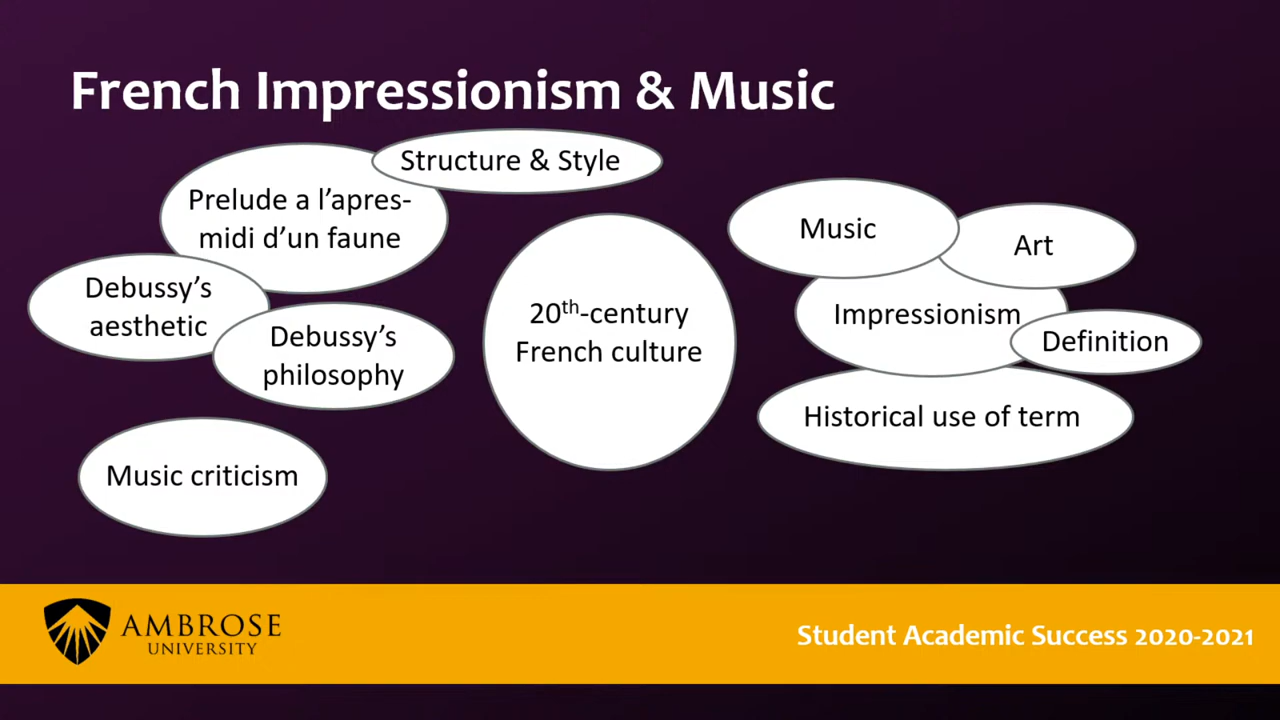 French Impressionism & Music
Structure & Style
Prelude a l’apres-
midi d’un faune
Debussy’s
aesthetic
Debussy’s
philosophy
Music criticism
20th-century
French culture
Music
Art
Impressionism
Definition
Historical use of term
AMBROSE
UNIVERSITY
Student Academic Success 2020-2021